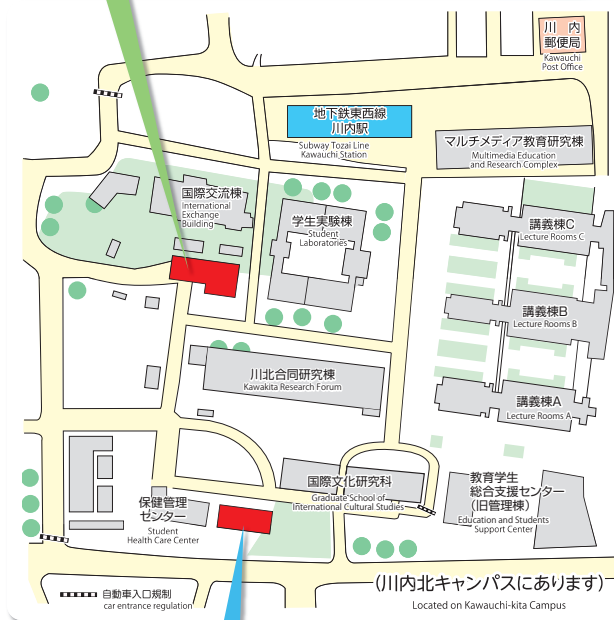 川 内
郵便局
Kawauchi
Post Office
地下鉄東西線
川内駅
Subway Tozai Line
Kawauchi Station
マルチメディア教育研究棟
Multimedia Education
and Research Complex
国際交流棟
International
Exchange
Building
学生実験棟
Student
Laboratories
講義棟C
Lecture Rooms C
講義棟B
Lecture Rooms B
川北合同研究棟
Kawakita Research Forum
講義棟A
Lecture Rooms A
国際文化研究科
Graduate School of
International Cultural Studies
教育学生
総合支援センター
(旧管理棟)
Education and Students
Support Center
保健管理
センター
Student
Health Care Center
(川内北キャンパスにあります)
Located on Kawauchi-kita Campus
自動車入口規制
car entrance regulation